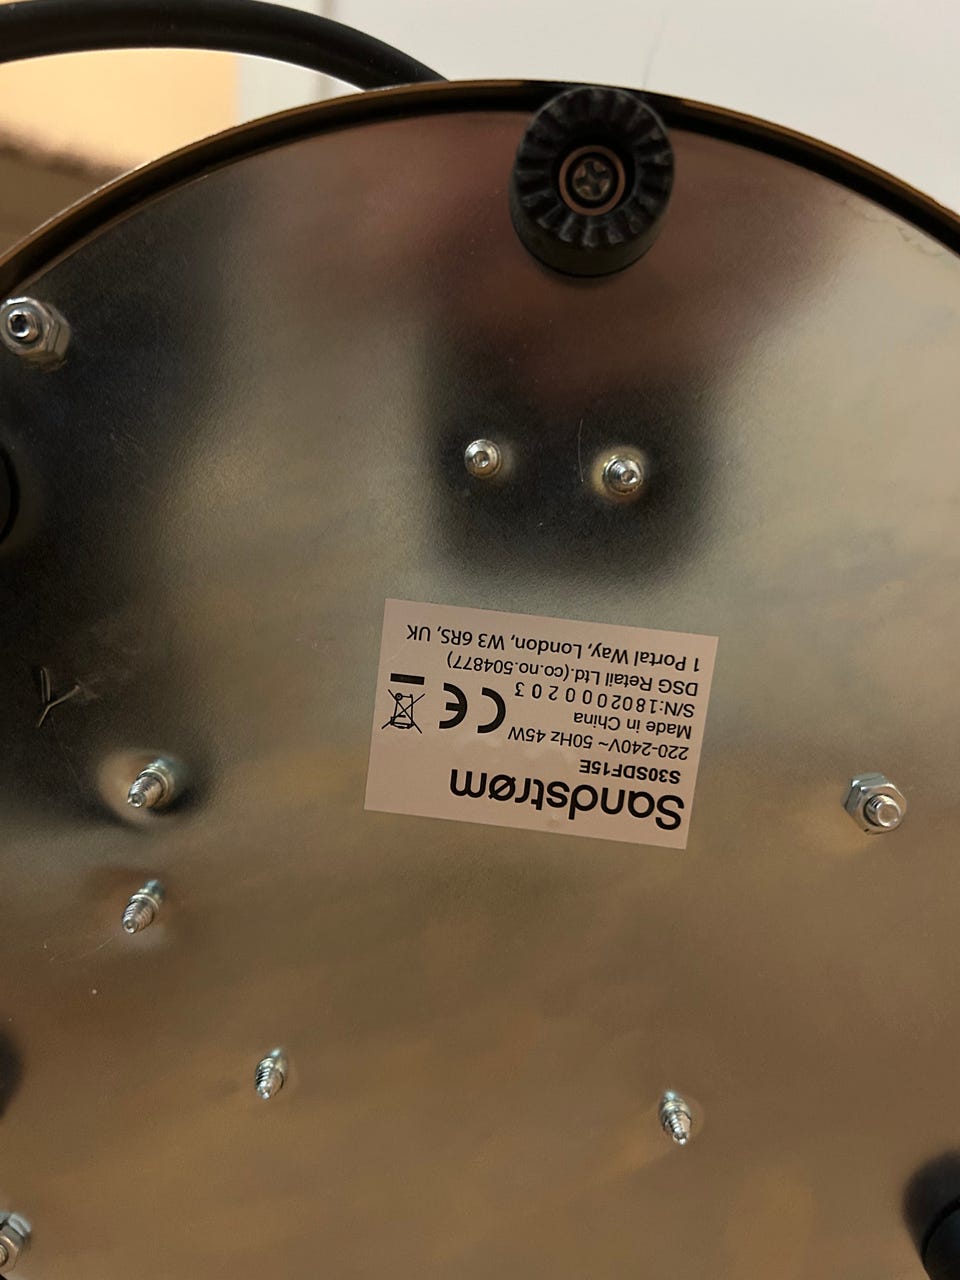 Sandstrøm
S30SDF15E
220-240V~ 50Hz 45W
Made in China
S/N:180200000203
DSG Retail Ltd.(co.no.504877)
1 Portal Way, London, W3 6RS, UK
CE